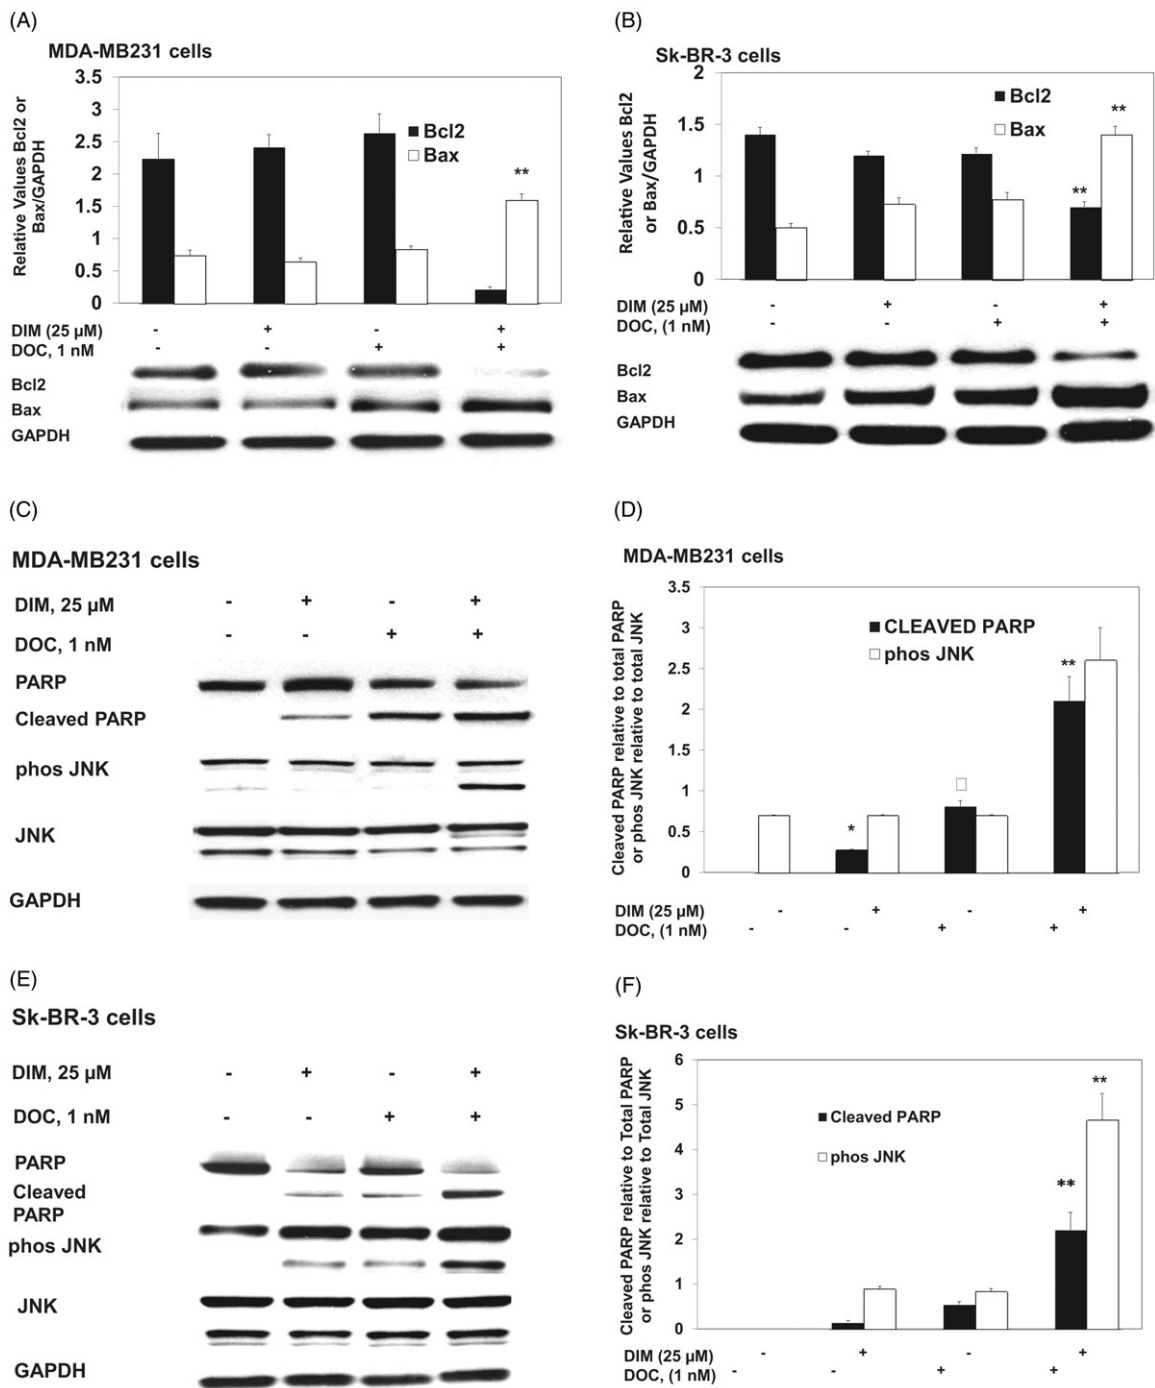 (A)
MDA-MB231 cells
Relative Values Bcl2 or
Bax/GAPDH
3.5
3
2.5
2
1.5
1
0.5
0
Bcl2
Bax
**
DIM (25 µM) - + - +
DOC, 1 nM - - + +
Bcl2
Bax
GAPDH
(B)
Sk-BR-3 cells
Relative Values Bcl2
or Bax/GAPDH
2
1.5
1
0.5
0
Bcl2
Bax
**
**
DIM (25 µM) - + - +
DOC, (1 nM) - - + +
Bcl2
Bax
GAPDH
(C)
MDA-MB231 cells
DIM, 25 µM - + - +
DOC, 1 nM - - + +
PARP
Cleaved PARP
phos JNK
JNK
GAPDH
(D)
MDA-MB231 cells
Cleaved PARP relative to total PARP
or phos JNK relative to total JNK
3.5
3
2.5
2
1.5
1
0.5
0
CLEAVED PARP
phos JNK
*
**
DIM (25 µM) - + - +
DOC, (1 nM) - - + +
(E)
Sk-BR-3 cells
DIM, 25 µM - + - +
DOC, 1 nM - - + +
PARP
Cleaved
PARP
phos JNK
JNK
GAPDH
(F)
Sk-BR-3 cells
Cleaved PARP relative to Total PARP
or phos JNK relative to Total JNK
6
5
4
3
2
1
0
Cleaved PARP
phos JNK
**
**
DIM (25 µM) - + - +
DOC, (1 nM) - - + +